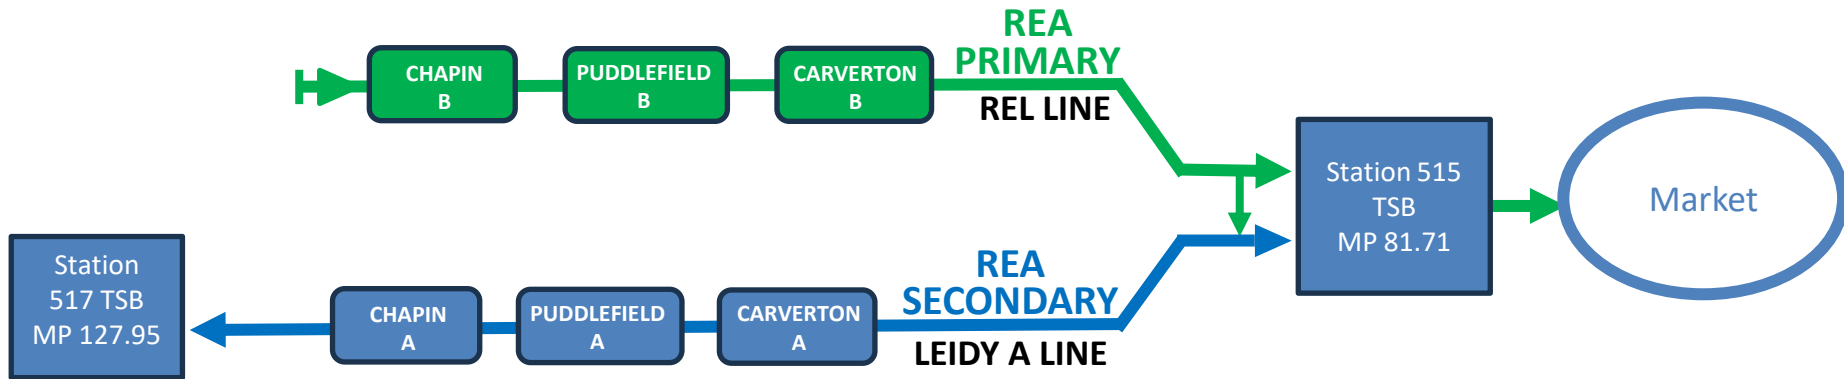 REA
PRIMARY
CHAPIN
B
PUDDLEFIELD
B
CARVERTON
B
REL LINE
Station 515
TSB
MP 81.71
Market
Station
517 TSB
MP 127.95
CHAPIN
A
PUDDLEFIELD
A
CARVERTON
A
REA
SECONDARY
LEIDY A LINE